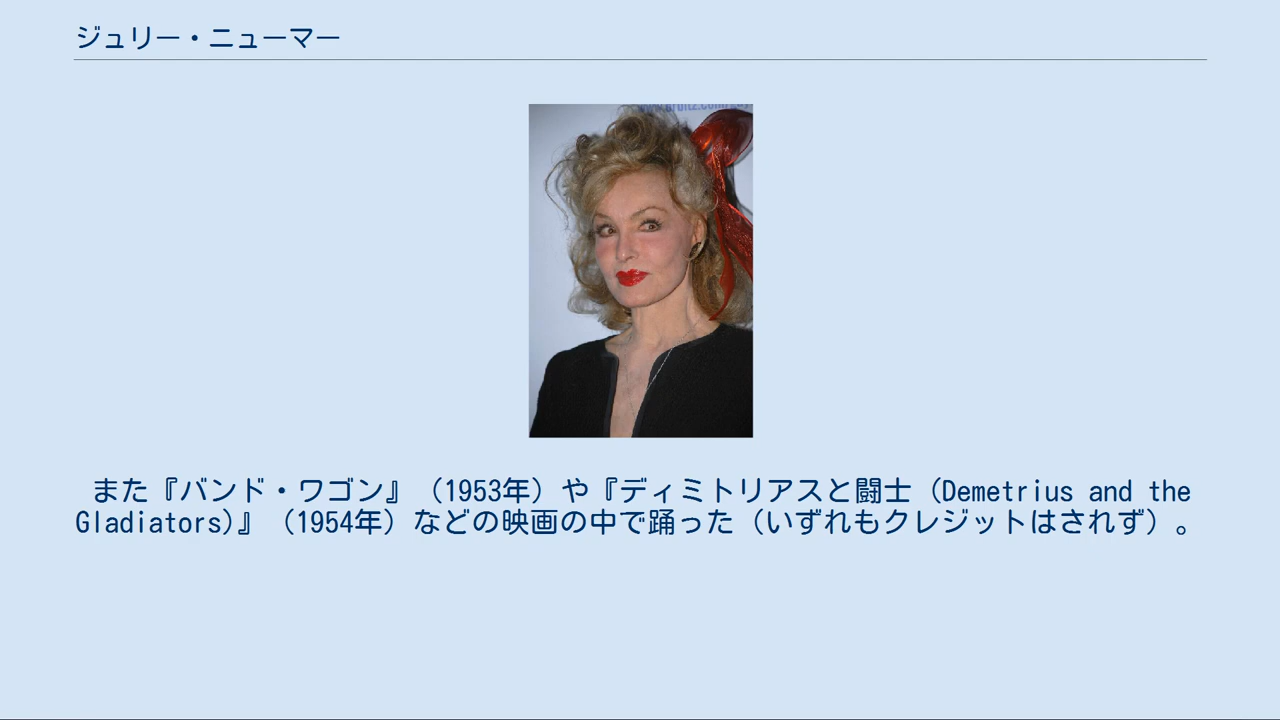 ジュリー・ニューマー
また『バンド・ワゴン』（1953年）や『ディミトリアスと闘士（Demetrius and the
Gladiators)』（1954年）などの映画の中で踊った（いずれもクレジットはされず）。